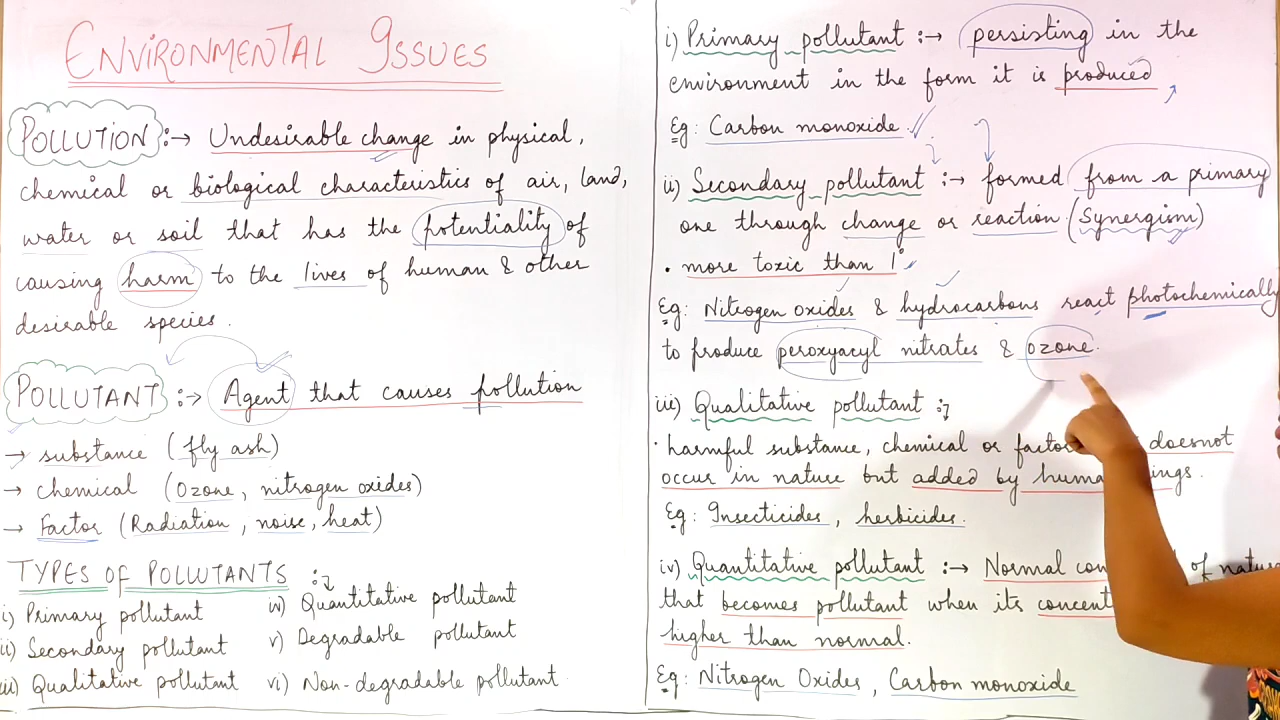 ENVIRONMENTAL ISSUES
POLLUTION :→ Undesirable change in physical,
chemical or biological characteristics of air, land,
water or soil that has the potentiality of
causing harm to the lives of human & other
desirable species.
POLLUTANT :→ Agent that causes pollution
→ substance (fly ash)
→ chemical (Ozone, nitrogen oxides)
→ Factor (Radiation, noise, heat)
TYPES OF POLLUTANTS :↴
i) Primary pollutant
ii) Secondary pollutant
iii) Qualitative pollutant
iv) Quantitative pollutant
v) Degradable pollutant
vi) Non-degradable pollutant.
i) Primary pollutant :→ persisting in the
environment in the form it is produced
Eg: Carbon monoxide.
ii) Secondary pollutant :→ formed from a primary
one through change or reaction (Synergism)
• more toxic than 1°
Eg: Nitrogen oxides & hydrocarbons react photochemically
to produce peroxyacyl nitrates & ozone.
iii) Qualitative pollutant :↴
• harmful substance, chemical or factor doesnot
occur in nature but added by human
Eg: Insecticides, herbicides.
iv) Quantitative pollutant :→ Normal of
that becomes pollutant when its
higher than normal.
Eg: Nitrogen Oxides, Carbon monoxide